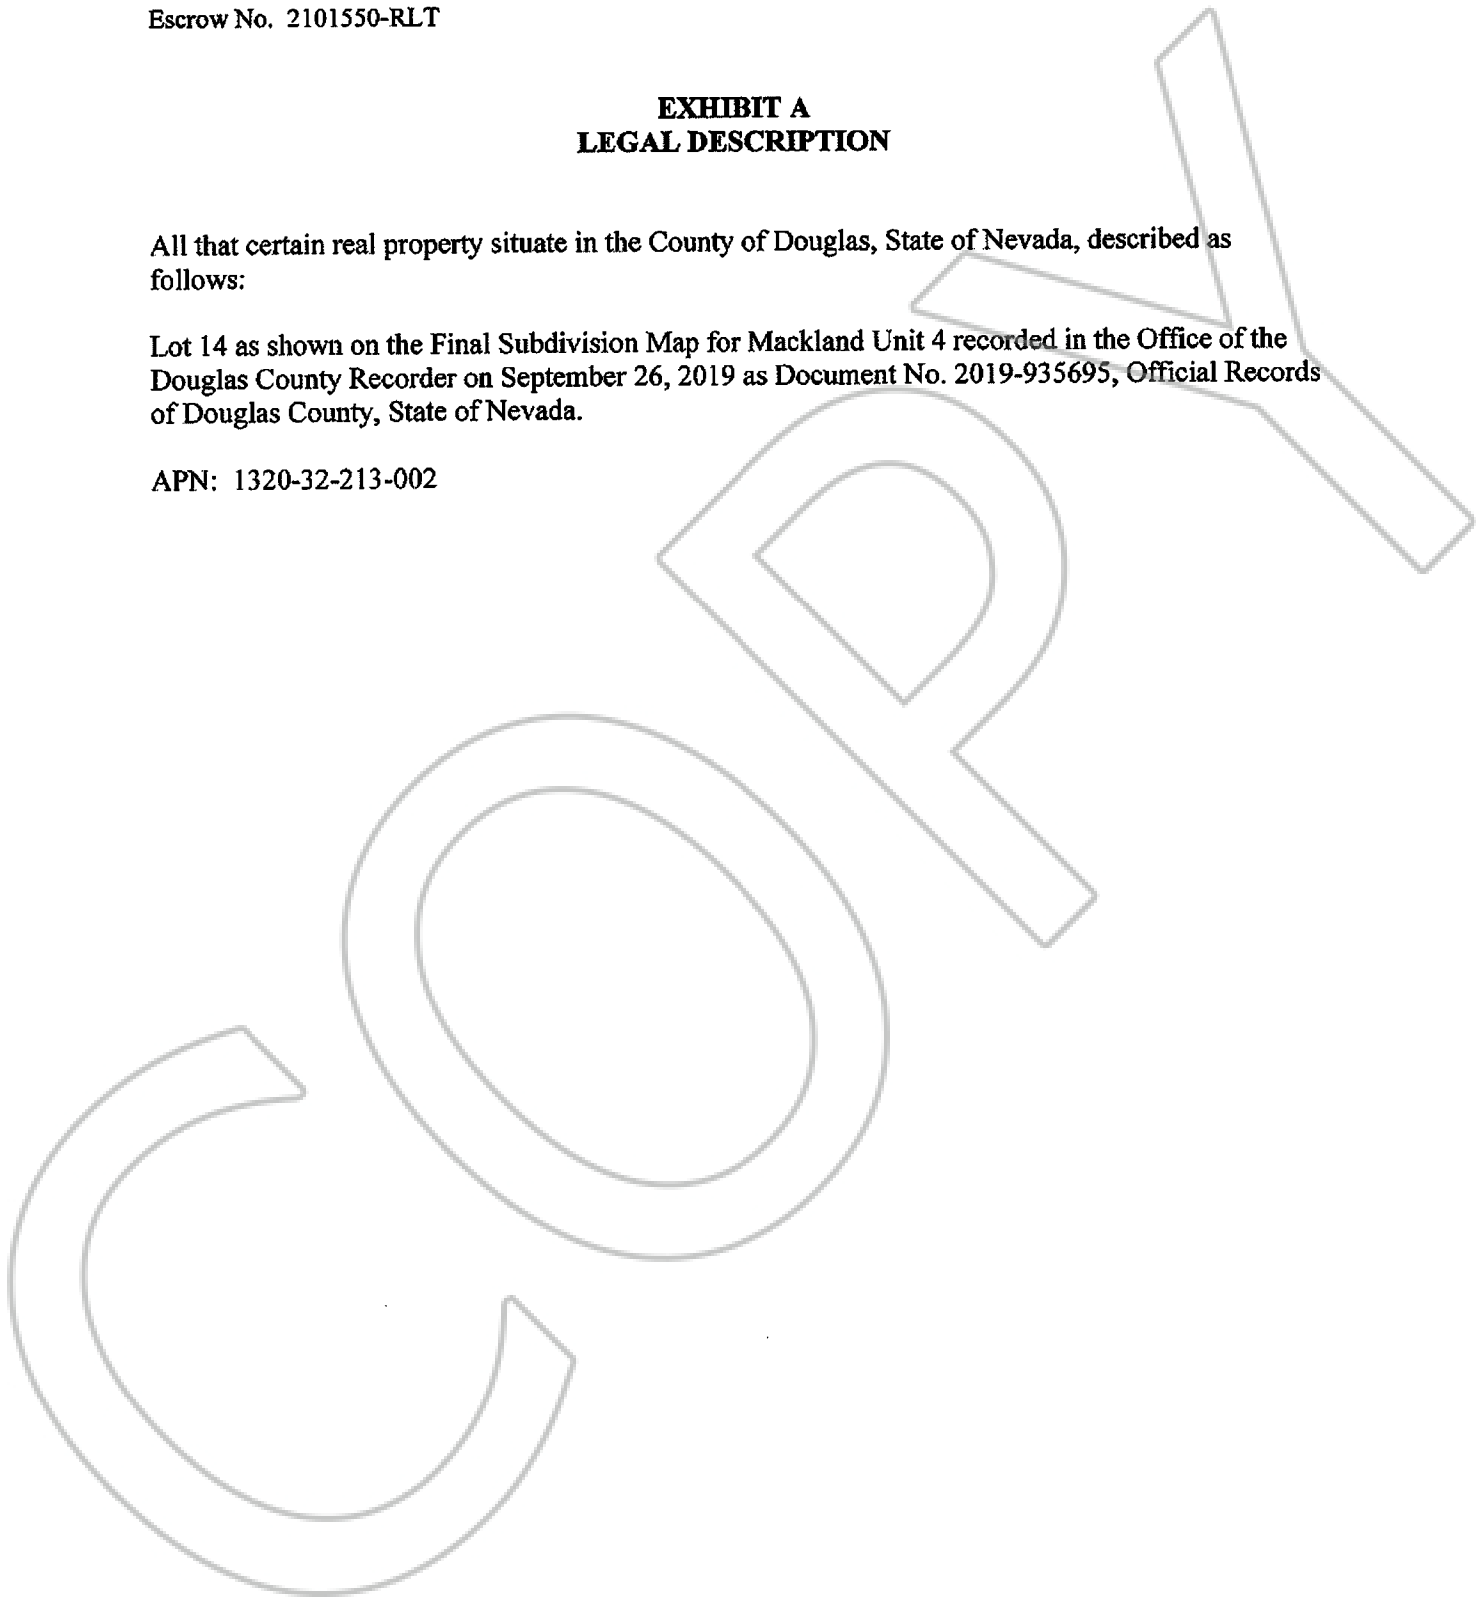 Escrow No. 2101550-RLT
EXHIBIT A
LEGAL DESCRIPTION
All that certain real property situate in the County of Douglas, State of Nevada, described as
follows:
Lot 14 as shown on the Final Subdivision Map for Mackland Unit 4 recorded in the Office of the
Douglas County Recorder on September 26, 2019 as Document No. 2019-935695, Official Records
of Douglas County, State of Nevada.
APN: 1320-32-213-002
COPY